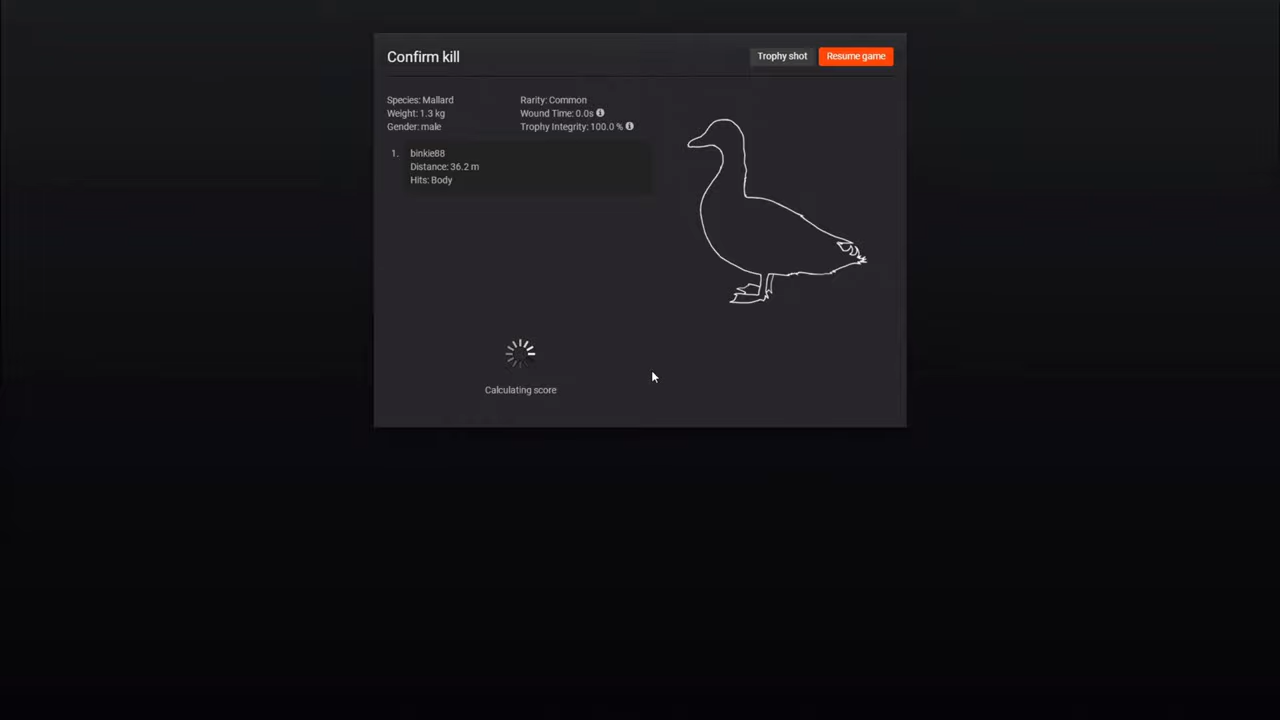 Confirm kill
Trophy shot
Resume game
Species: Mallard
Weight: 1.3 kg
Gender: male
Rarity: Common
Wound Time: 0.0s
Trophy Integrity: 100.0 %
1. binkie88
Distance: 36.2 m
Hits: Body
Calculating score